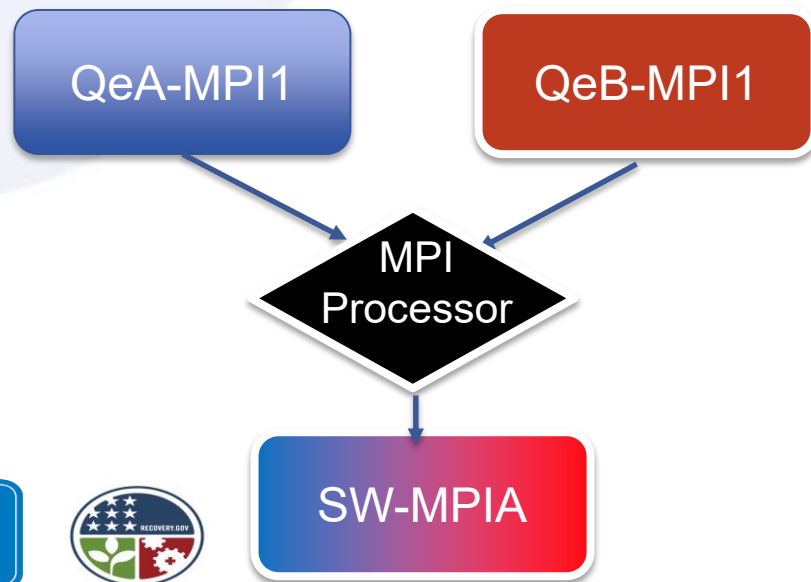 QeA-MPI1
QeB-MPI1
MPI
Processor
SW-MPIA
RECOVERY.GOV